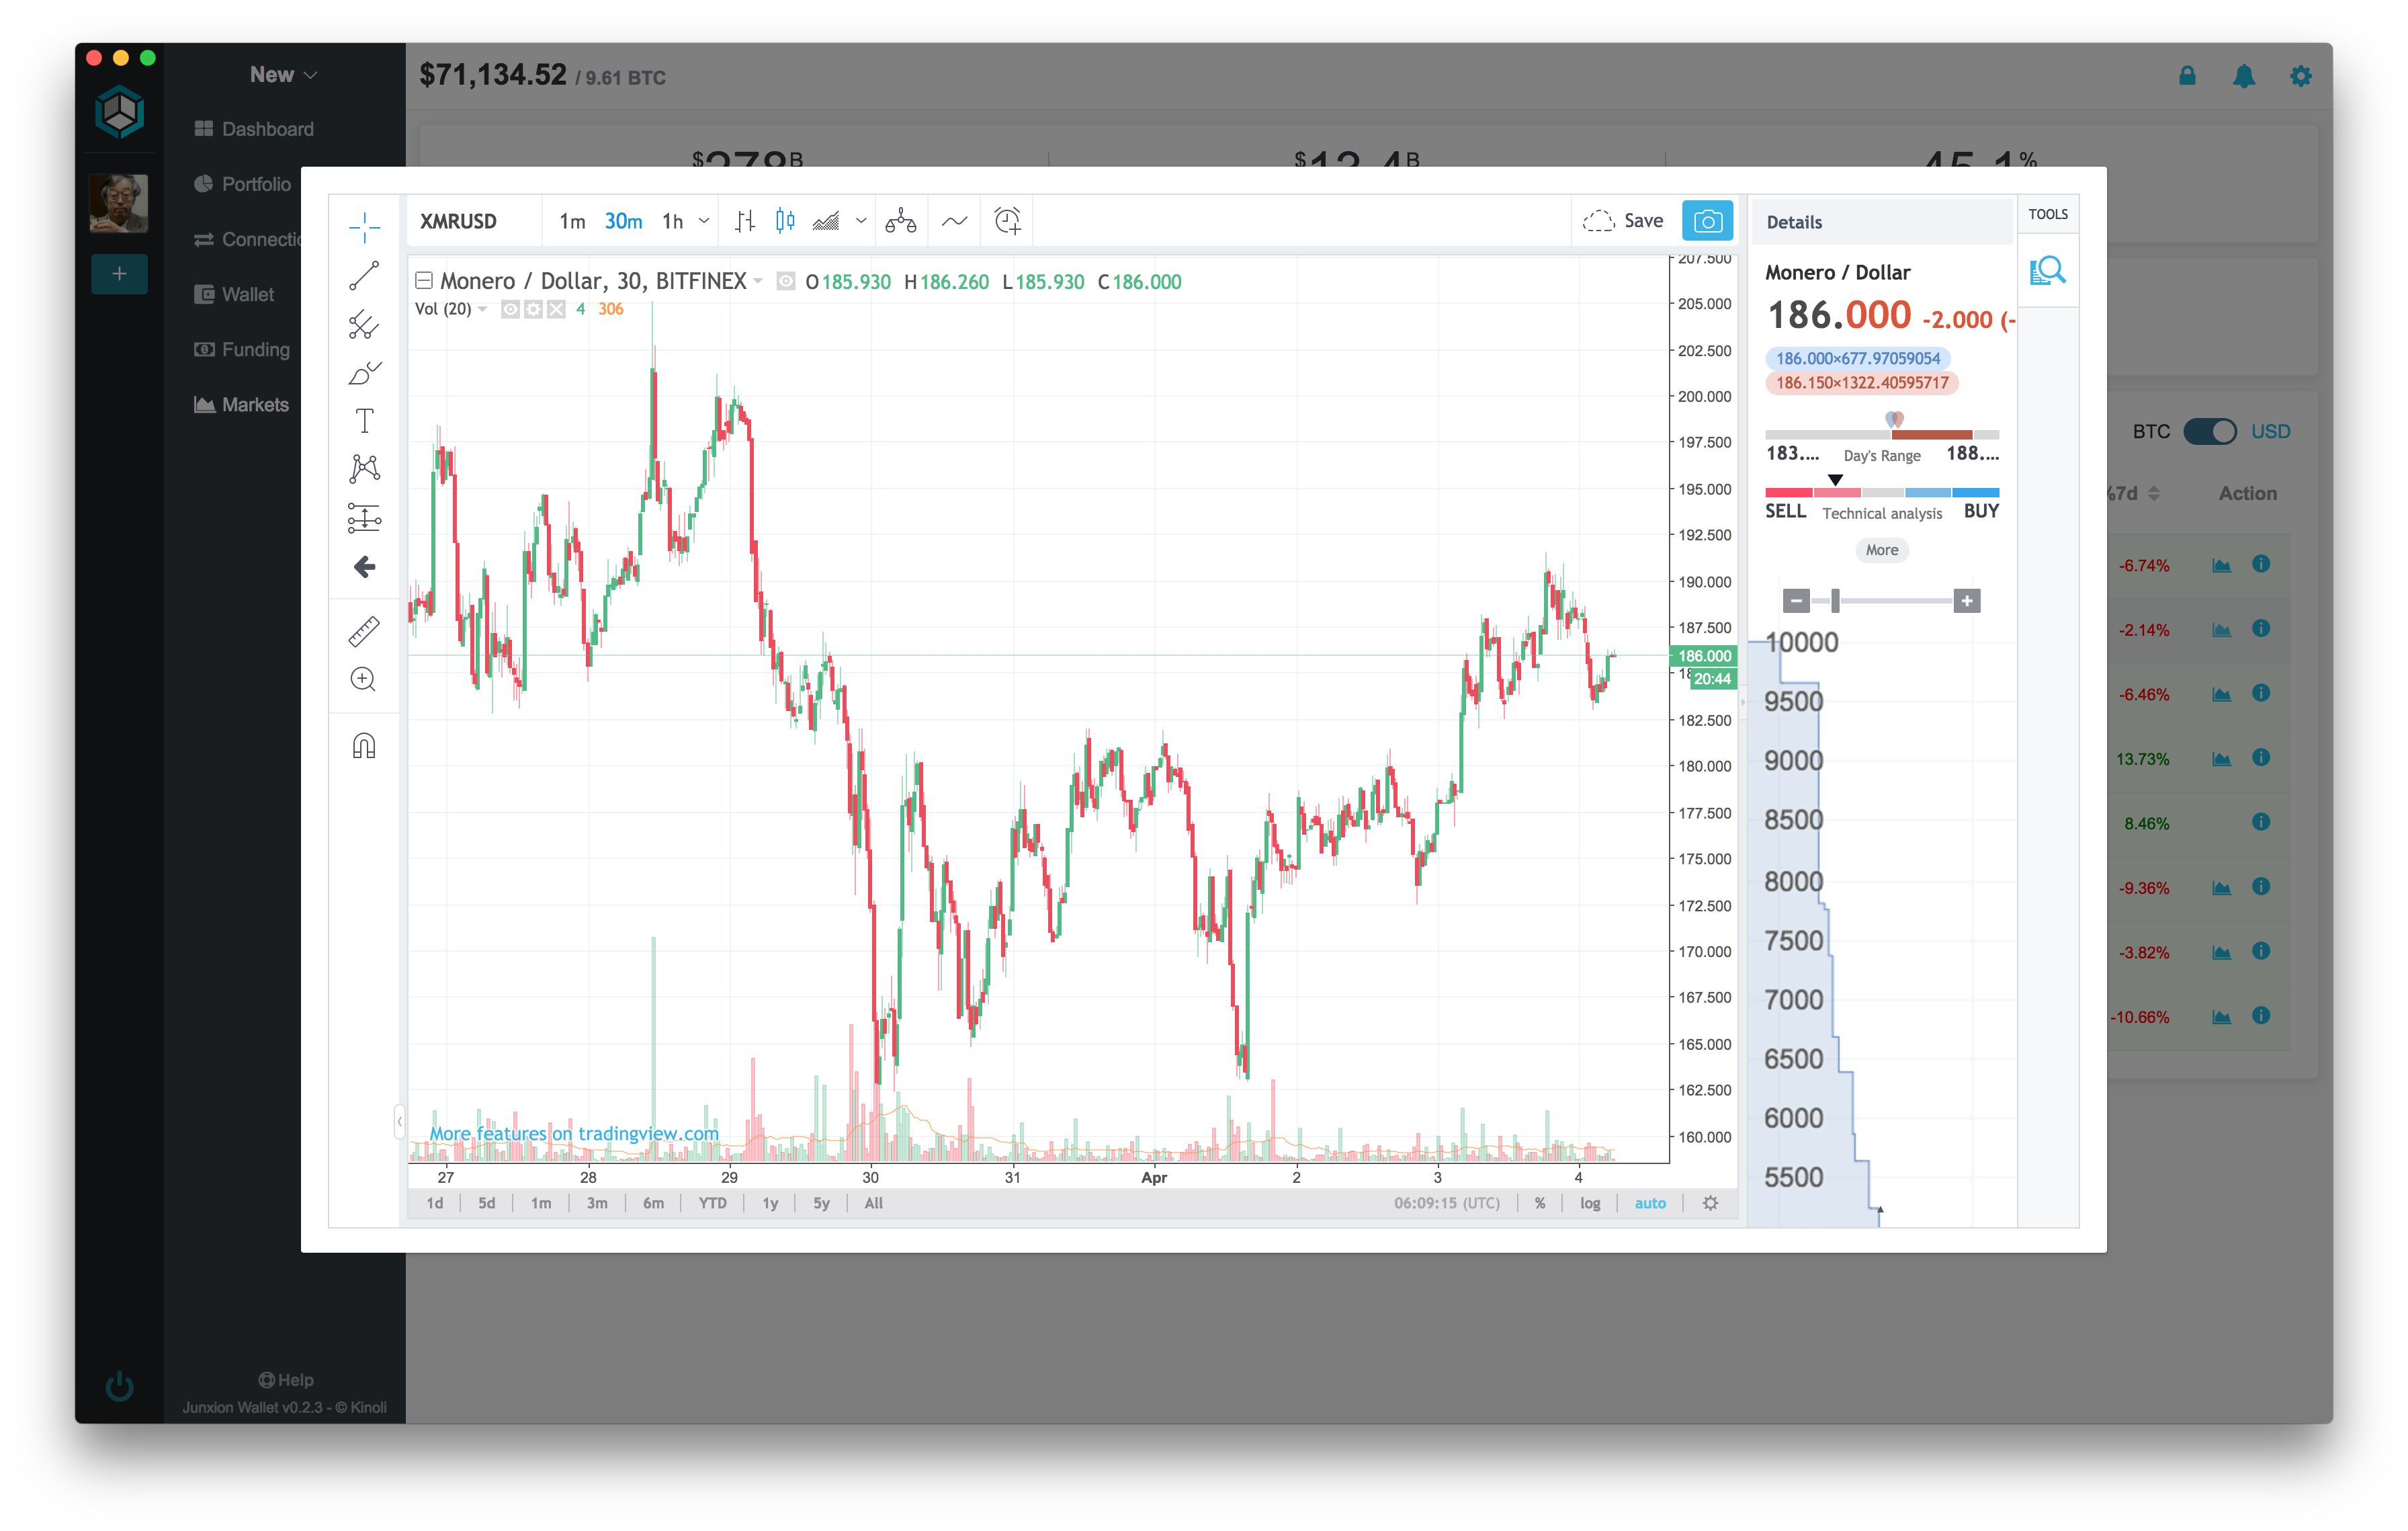 New
$71,134.52 / 9.61 BTC
Dashboard
Portfolio
Connectio
Wallet
Funding
Markets
Help
Junxion Wallet v0.2.3 - © Kinoli
XMRUSD
1m 30m 1h
Save
Monero / Dollar, 30, BITFINEX O185.930 H186.260 L185.930 C186.000
Vol (20) 4 306
207.500
205.000
202.500
200.000
197.500
195.000
192.500
190.000
187.500
186.000
20:44
182.500
180.000
177.500
175.000
172.500
170.000
167.500
165.000
162.500
160.000
More features on tradingview.com
27 28 29 30 31 Apr 2 3 4
1d 5d 1m 3m 6m YTD 1y 5y All 06:09:15 (UTC) % log auto
Details
Monero / Dollar
186.000 -2.000 (-
186.000×677.97059054
186.150×1322.40595717
183.... Day's Range 188....
SELL Technical analysis BUY
More
10000
9500
9000
8500
8000
7500
7000
6500
6000
5500
TOOLS
BTC USD
%7d Action
-6.74%
-2.14%
-6.46%
13.73%
8.46%
-9.36%
-3.82%
-10.66%